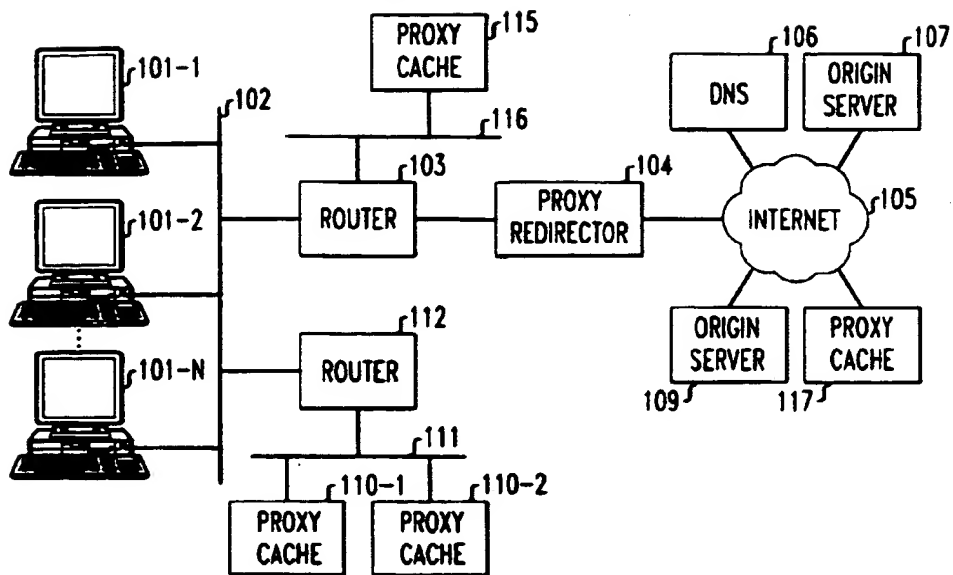 101-1
102
PROXY
CACHE
115
116
106
DNS
107
ORIGIN
SERVER
101-2
103
ROUTER
104
PROXY
REDIRECTOR
INTERNET
105
101-N
112
ROUTER
ORIGIN
SERVER
109
PROXY
CACHE
117
111
110-1
PROXY
CACHE
110-2
PROXY
CACHE